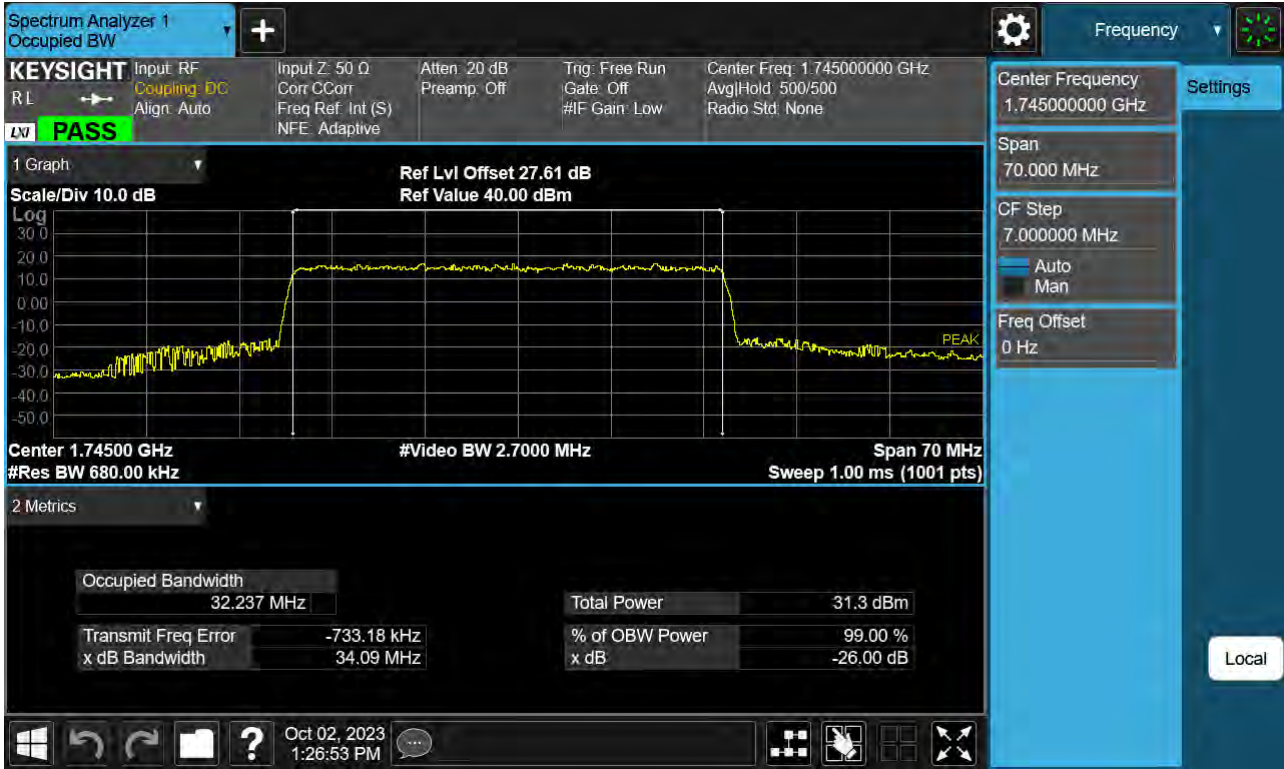 Spectrum Analyzer 1
Occupied BW
Frequency
KEYSIGHT
R L
LXI PASS
Input: RF
Coupling: DC
Align: Auto
Input Z: 50 Ω
Corr CCorr
Freq Ref: Int (S)
NFE: Adaptive
Atten: 20 dB
Preamp: Off
Trig: Free Run
Gate: Off
#IF Gain: Low
Center Freq: 1.745000000 GHz
Avg|Hold: 500/500
Radio Std: None
1 Graph
Scale/Div 10.0 dB
Ref Lvl Offset 27.61 dB
Ref Value 40.00 dBm
Log
30.0
20.0
10.0
0.00
-10.0
-20.0
-30.0
-40.0
-50.0
PEAK
Center 1.74500 GHz
#Video BW 2.7000 MHz
Span 70 MHz
#Res BW 680.00 kHz
Sweep 1.00 ms (1001 pts)
2 Metrics
Occupied Bandwidth
32.237 MHz
Total Power 31.3 dBm
Transmit Freq Error -733.18 kHz
% of OBW Power 99.00 %
x dB Bandwidth 34.09 MHz
x dB -26.00 dB
Center Frequency
1.745000000 GHz
Settings
Span
70.000 MHz
CF Step
7.000000 MHz
Auto
Man
Freq Offset
0 Hz
Local
?
Oct 02, 2023
1:26:53 PM